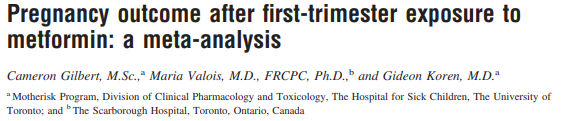 Pregnancy outcome after first-trimester exposure to
metformin: a meta-analysis
Cameron Gilbert, M.Sc.,a Maria Valois, M.D., FRCPC, Ph.D.,b and Gideon Koren, M.D.a
a Motherisk Program, Division of Clinical Pharmacology and Toxicology, The Hospital for Sick Children, The University of
Toronto; and b The Scarborough Hospital, Toronto, Ontario, Canada